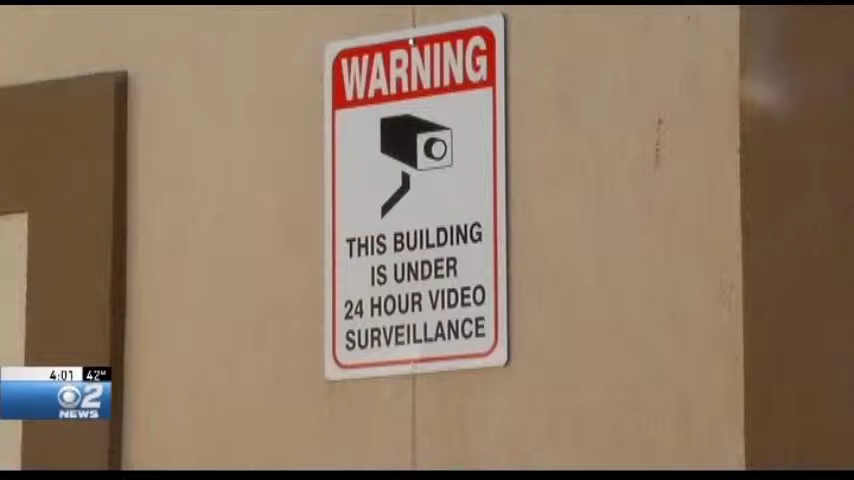 WARNING
THIS BUILDING
IS UNDER
24 HOUR VIDEO
SURVEILLANCE
4:01 42°
2
NEWS